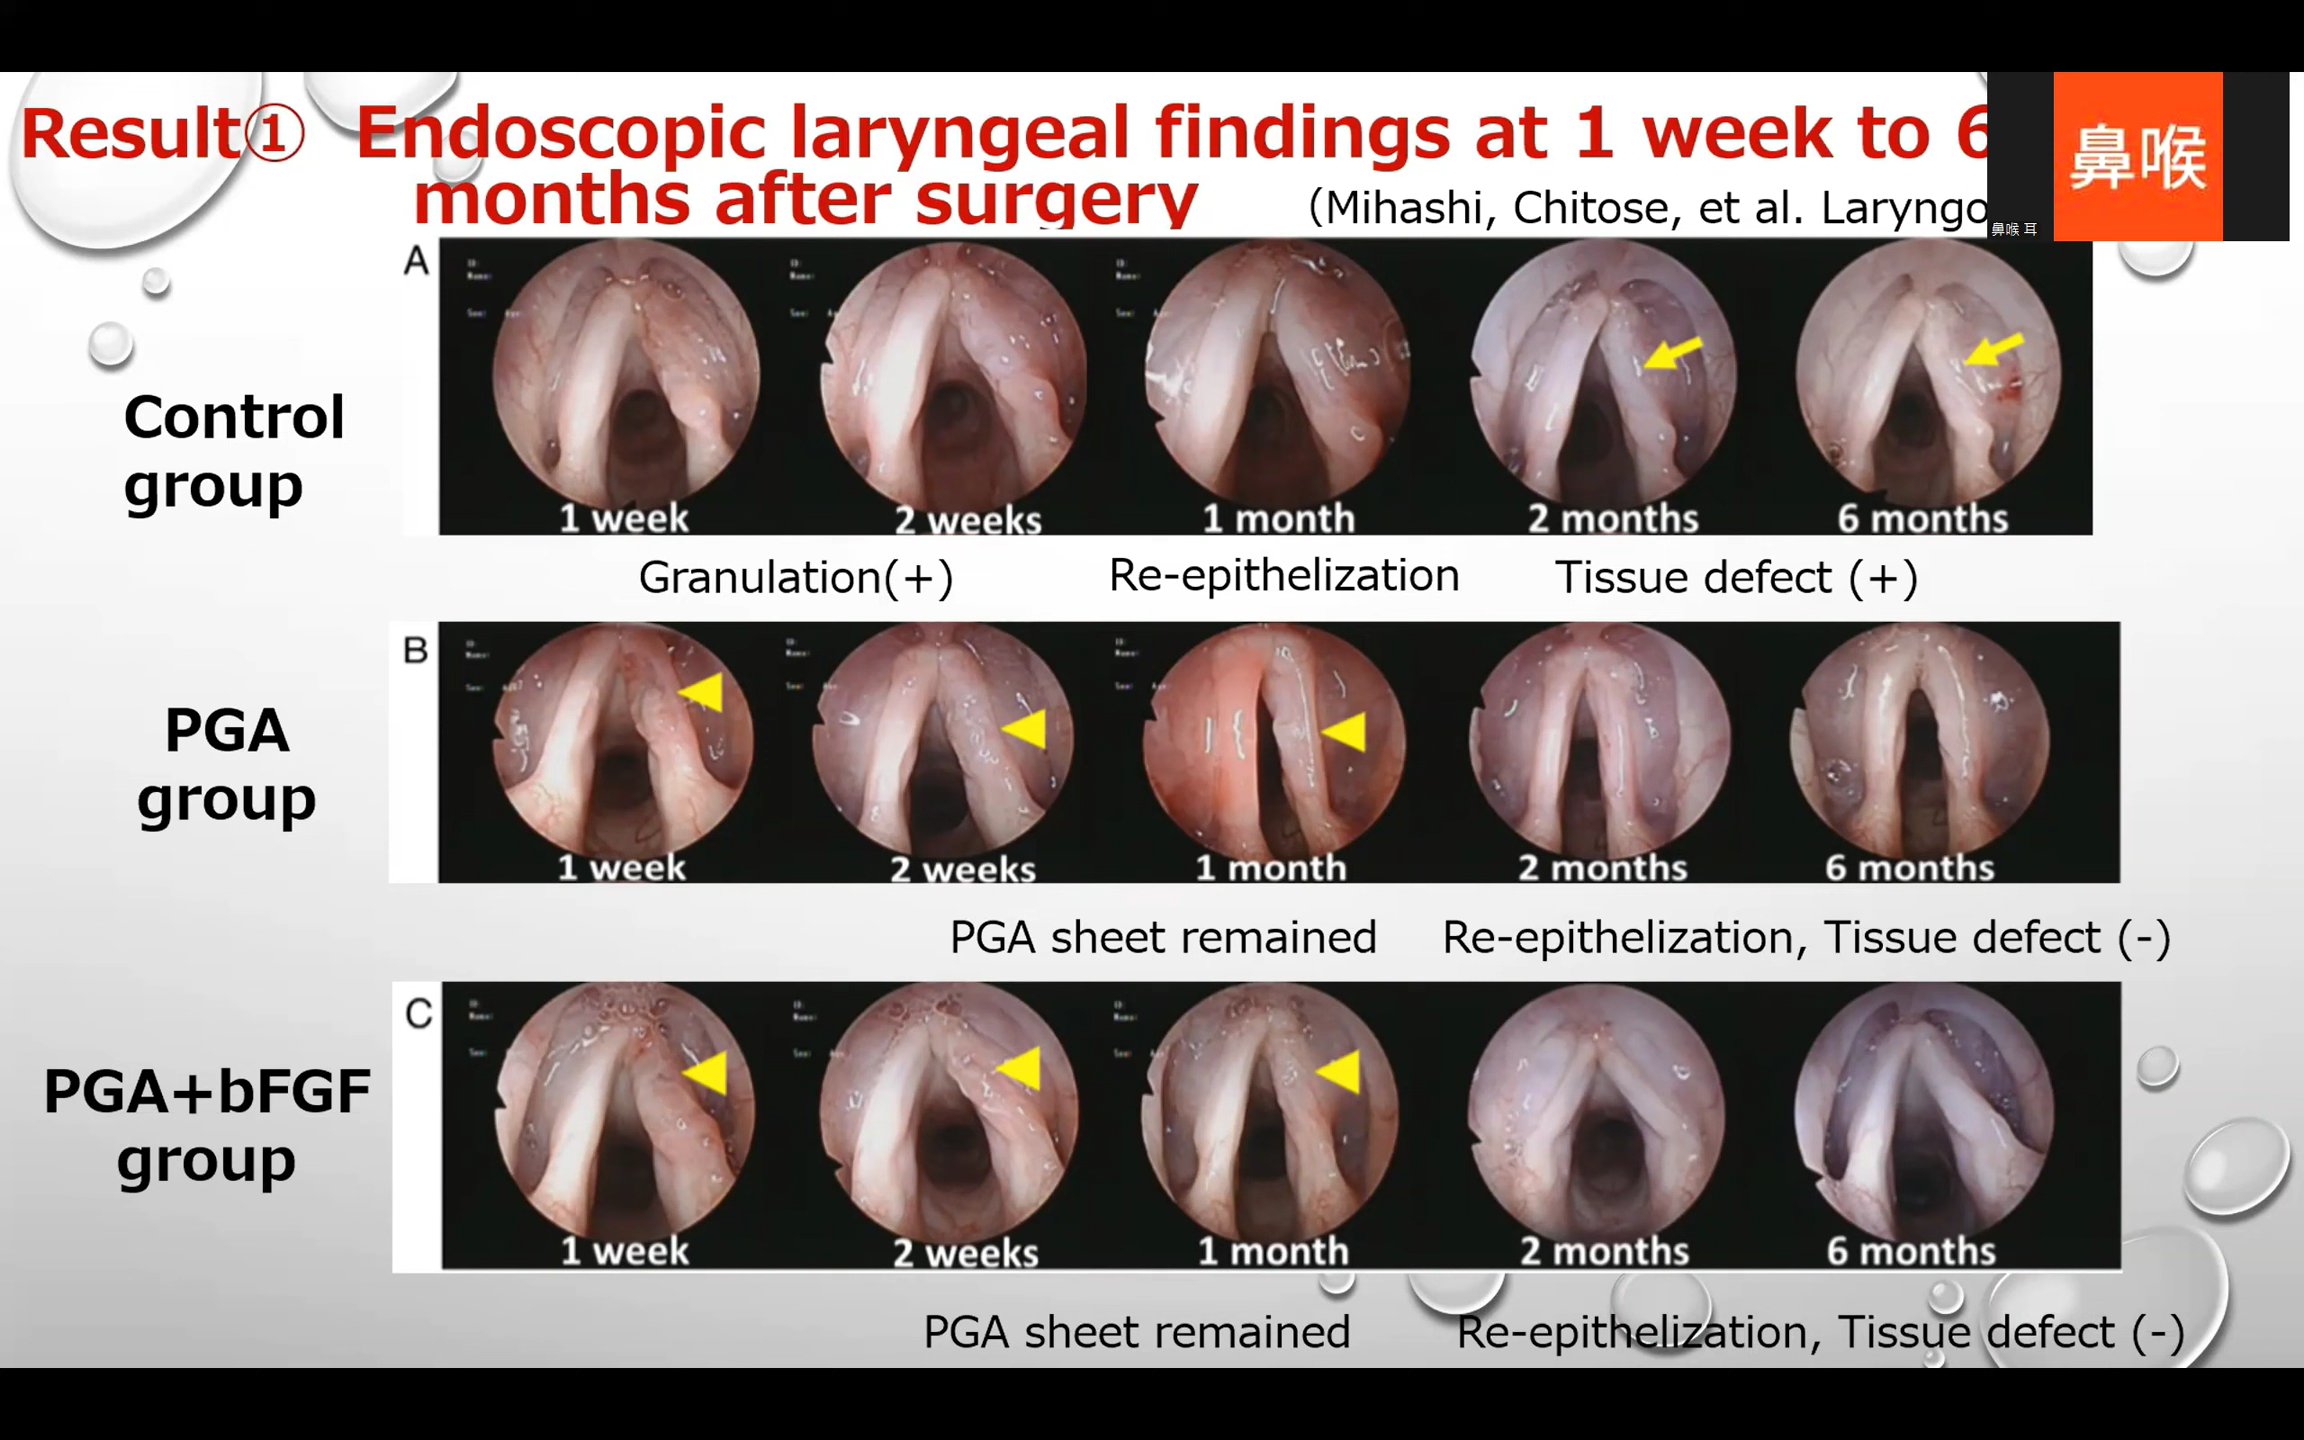 Result① Endoscopic laryngeal findings at 1 week to 6
months after surgery
(Mihashi, Chitose, et al. Laryngo
鼻喉
鼻喉 耳
A
Control
group
1 week
2 weeks
1 month
2 months
6 months
Granulation(+)
Re-epithelization
Tissue defect (+)
B
PGA
group
1 week
2 weeks
1 month
2 months
6 months
PGA sheet remained
Re-epithelization, Tissue defect (-)
C
PGA+bFGF
group
1 week
2 weeks
1 month
2 months
6 months
PGA sheet remained
Re-epithelization, Tissue defect (-)